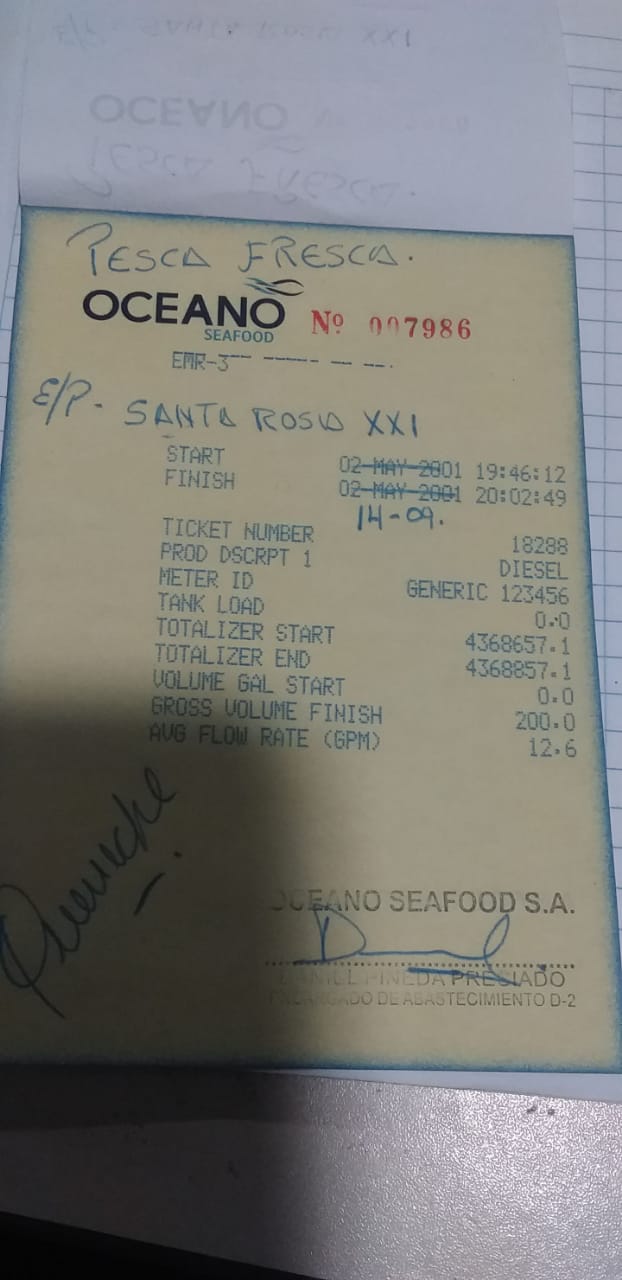 PESCA FRESCA.
OCEANO
SEAFOOD
Nº 007986
EMR-3
E/P. SANTA ROSA XXI
START 02-MAY-2001 19:46:12
FINISH 02-MAY-2001 20:02:49
14-09.
TICKET NUMBER 18288
PROD DSCRPT 1 DIESEL
METER ID GENERIC 123456
TANK LOAD 0.0
TOTALIZER START 4368657.1
TOTALIZER END 4368857.1
VOLUME GAL START 0.0
GROSS VOLUME FINISH 200.0
AVG FLOW RATE (GPM) 12.6
OCEANO SEAFOOD S.A.
PINEDA PRECIADO
ENCARGADO DE ABASTECIMIENTO D-2